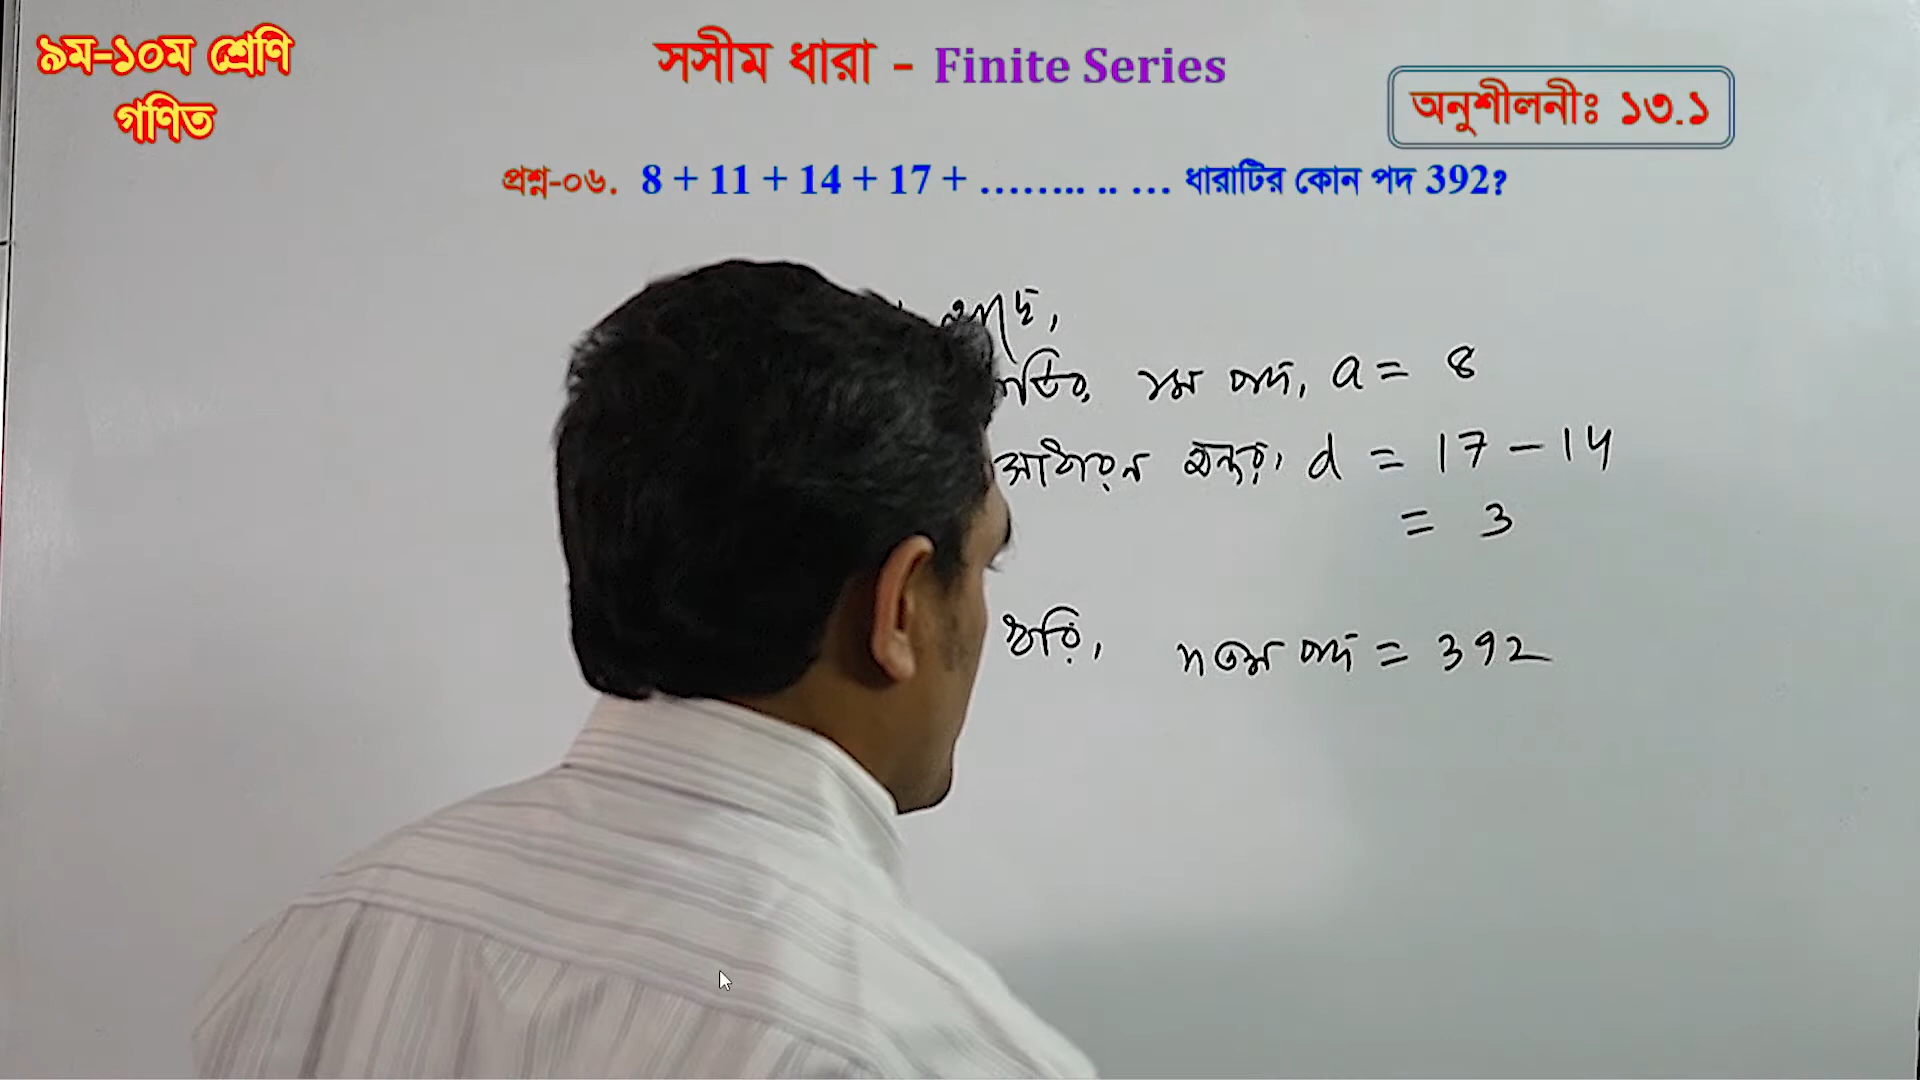 ৯ম-১০ম শ্রেণি
গণিত
সসীম ধারা - Finite Series
অনুশীলনীঃ ১৩.১
প্রশ্ন-০৬. 8 + 11 + 14 + 17 + …….. .. … ধারাটির কোন পদ 392?
১ম পদ, a = 8
সাধারন অন্তর, d = 17 - 14
= 3
ধরি, n তম পদ = 392